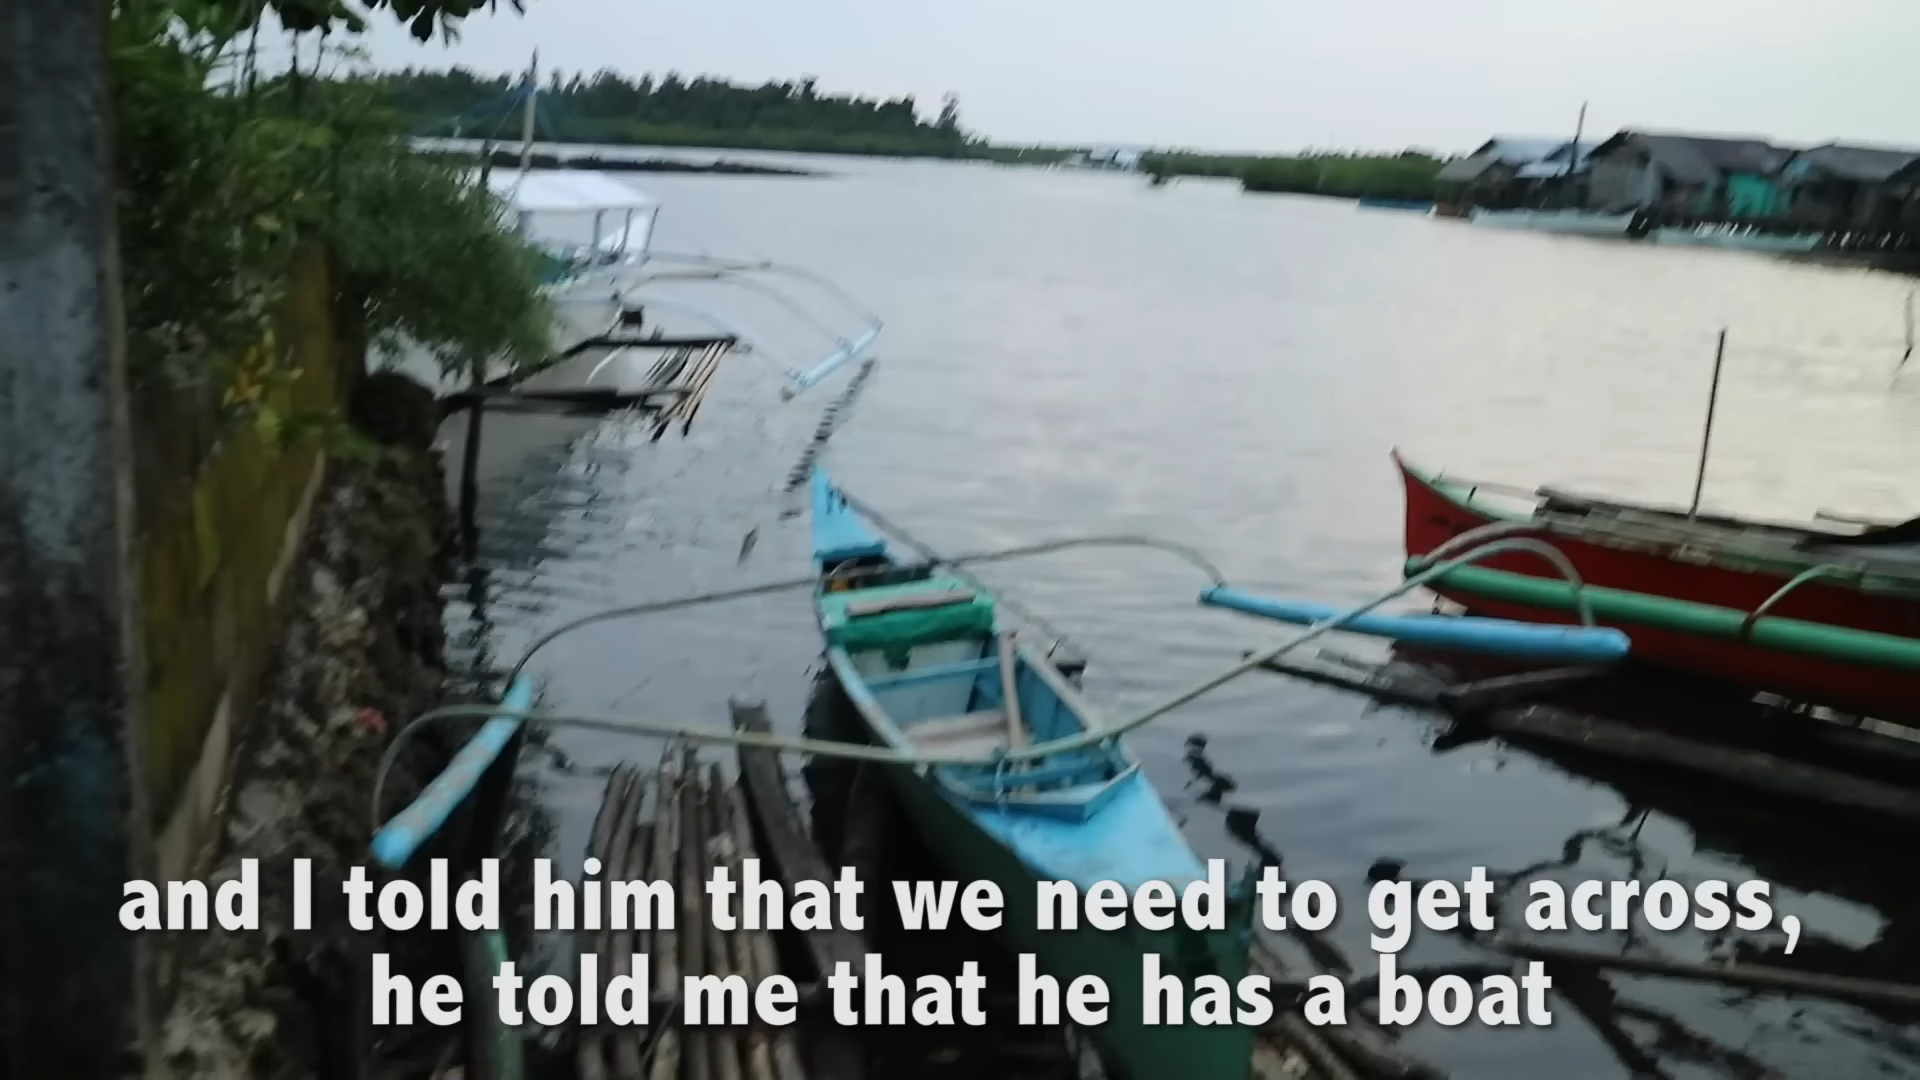 and I told him that we need to get across,
he told me that he has a boat